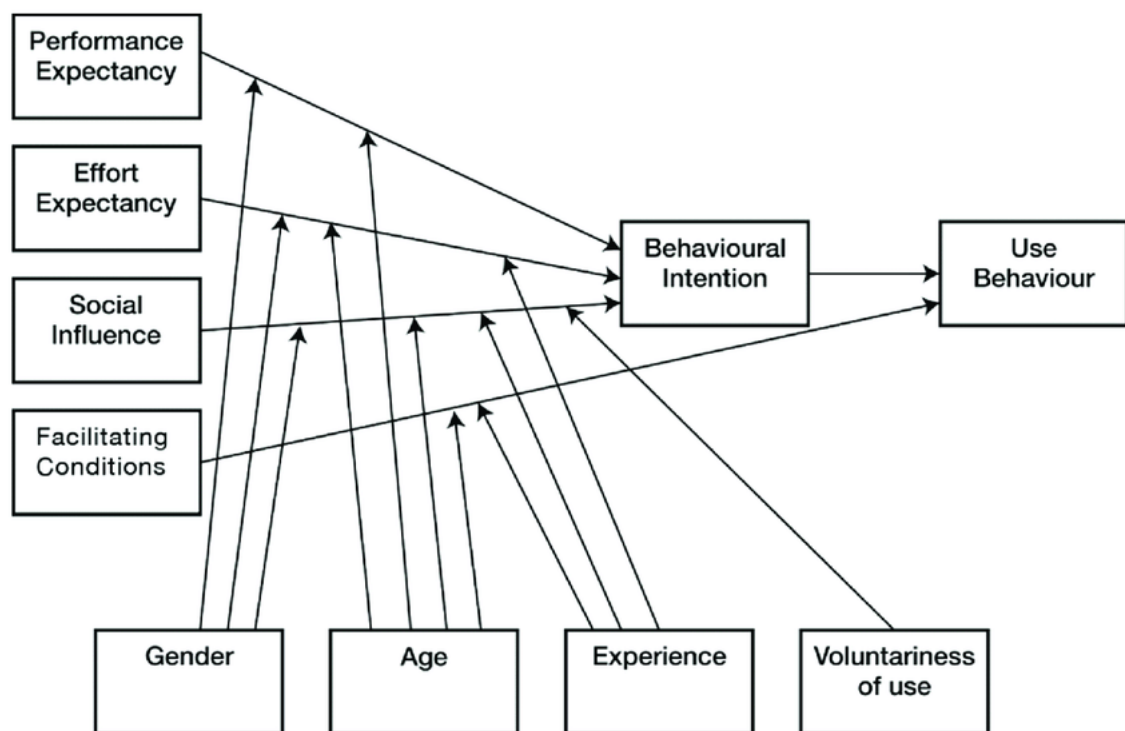 Performance
Expectancy
Effort
Expectancy
Social
Influence
Facilitating
Conditions
Behavioural
Intention
Use
Behaviour
Gender
Age
Experience
Voluntariness
of use